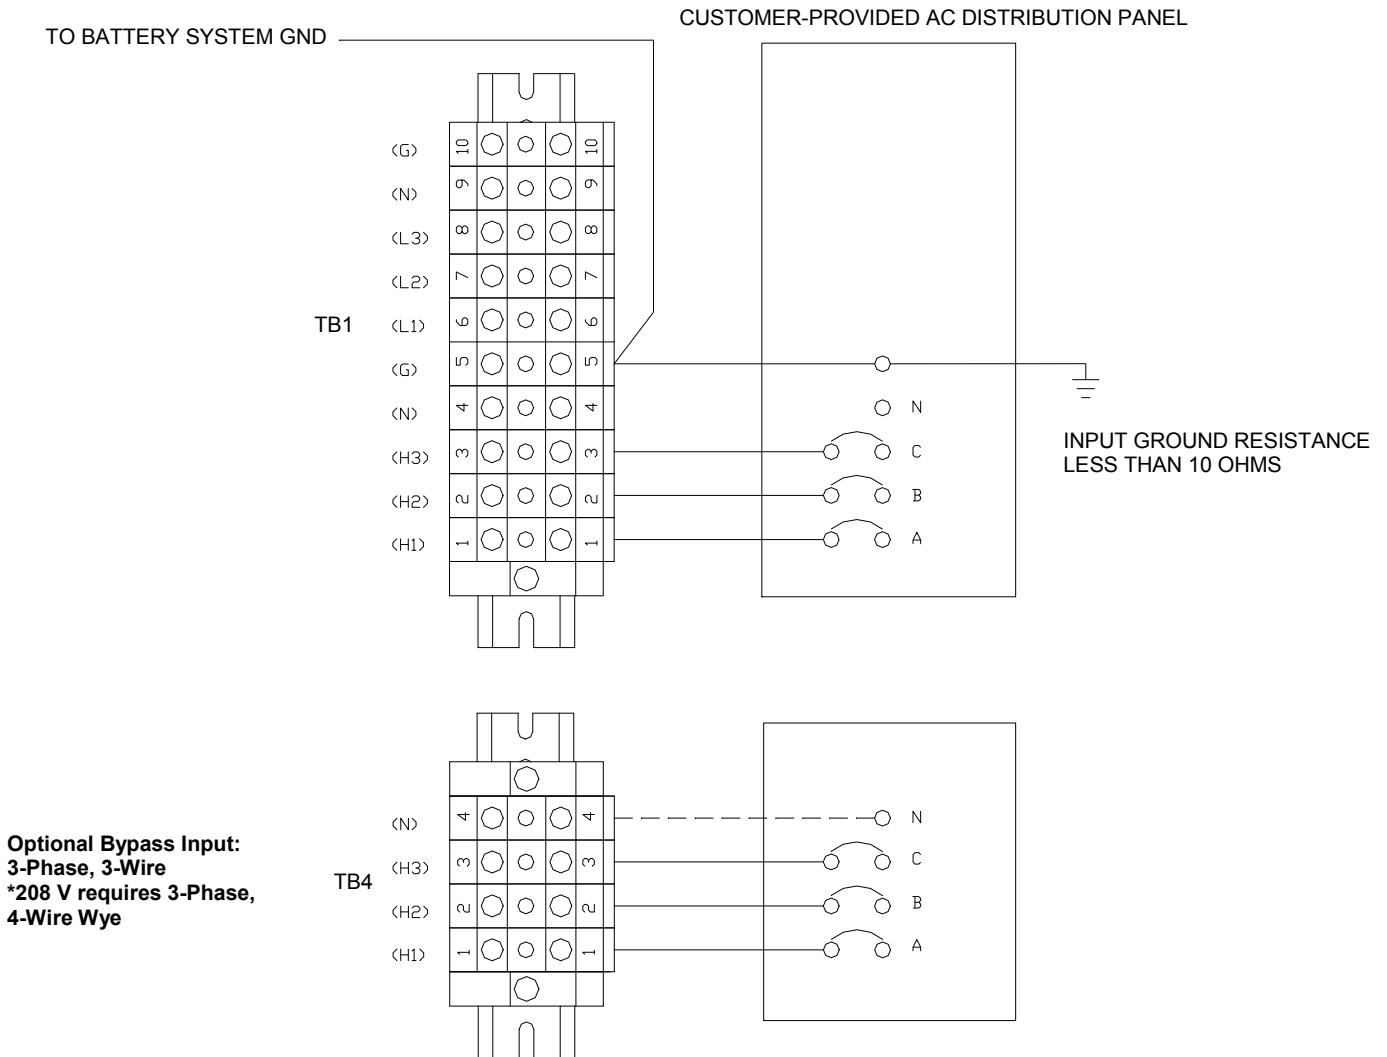 CUSTOMER-PROVIDED AC DISTRIBUTION PANEL
TO BATTERY SYSTEM GND
(G) 10 10
(N) 9 9
(L3) 8 8
(L2) 7 7
TB1 (L1) 6 6
(G) 5 5
(N) 4 4 N
(H3) 3 3 C
(H2) 2 2 B
(H1) 1 1 A
INPUT GROUND RESISTANCE
LESS THAN 10 OHMS
Optional Bypass Input:
3-Phase, 3-Wire
*208 V requires 3-Phase,
4-Wire Wye
TB4
(N) 4 4 N
(H3) 3 3 C
(H2) 2 2 B
(H1) 1 1 A